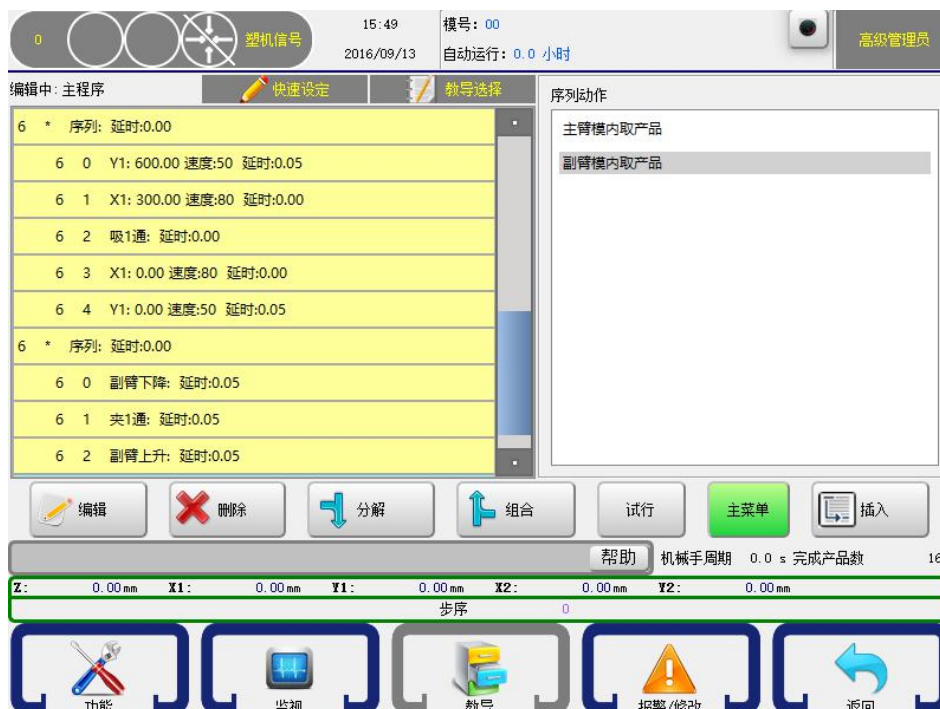 0 塑机信号 15:49 模号: 00 高级管理员
2016/09/13 自动运行: 0.0 小时
编辑中: 主程序 快速设定 教导选择 序列动作
6 * 序列: 延时:0.00
主臂模内取产品
6 0 Y1: 600.00 速度:50 延时:0.05
副臂模内取产品
6 1 X1: 300.00 速度:80 延时:0.00
6 2 吸1通: 延时:0.00
6 3 X1: 0.00 速度:80 延时:0.00
6 4 Y1: 0.00 速度:50 延时:0.05
6 * 序列: 延时:0.00
6 0 副臂下降: 延时:0.05
6 1 夹1通: 延时:0.05
6 2 副臂上升: 延时:0.05
编辑 删除 分解 组合 试行 主菜单 插入
帮助 机械手周期 0.0 s 完成产品数 16
Z: 0.00mm X1: 0.00mm Y1: 0.00mm X2: 0.00mm Y2: 0.00mm
步序 0
功能 监视 教导 报警/修改 返回